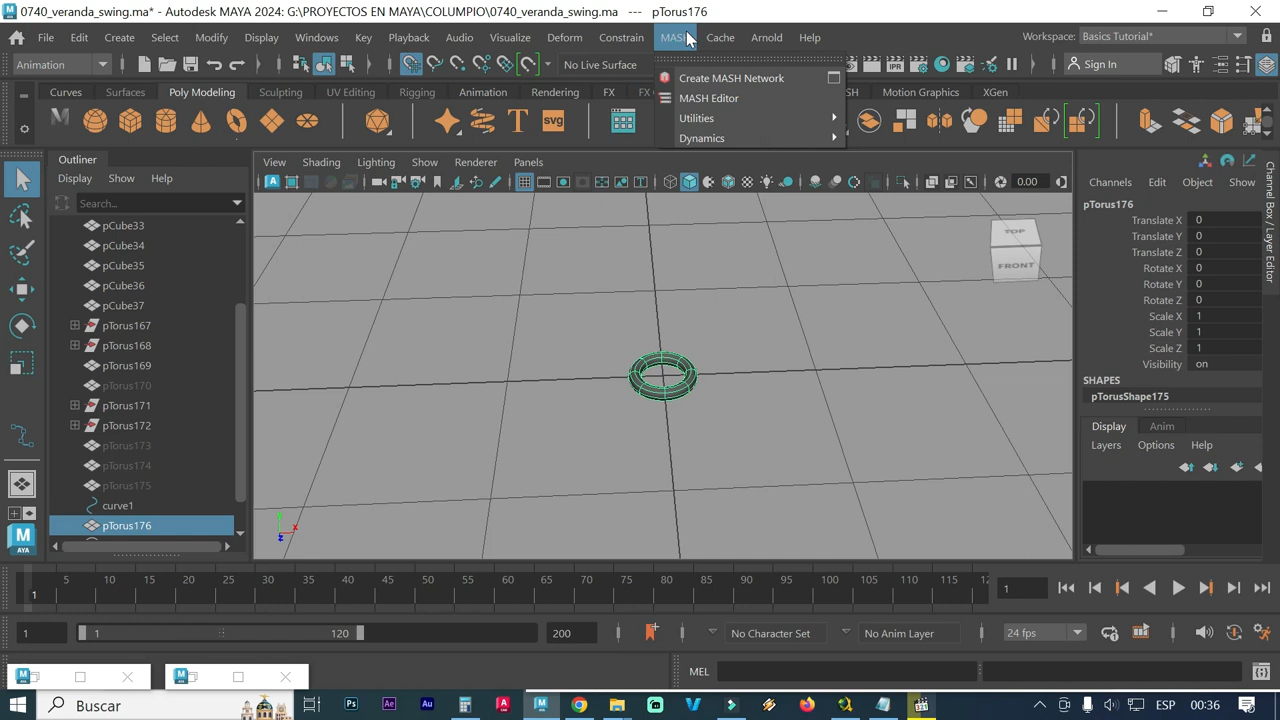 0740_veranda_swing.ma* - Autodesk MAYA 2024: G:\PROYECTOS EN MAYA\COLUMPIO\0740_veranda_swing.ma --- pTorus176
File Edit Create Select Modify Display Windows Key Playback Audio Visualize Deform Constrain MASH Cache Arnold Help
Workspace: Basics Tutorial*
Animation
No Live Surface
Sign In
Create MASH Network
MASH Editor
Utilities
Dynamics
Curves Surfaces Poly Modeling Sculpting UV Editing Rigging Animation Rendering FX Motion Graphics XGen
Outliner
Display Show Help
Search...
pCube33
pCube34
pCube35
pCube36
pCube37
pTorus167
pTorus168
pTorus169
pTorus170
pTorus171
pTorus172
pTorus173
pTorus174
pTorus175
curve1
pTorus176
View Shading Lighting Show Renderer Panels
0.00
TOP
FRONT
Channels Edit Object Show
pTorus176
Translate X 0
Translate Y 0
Translate Z 0
Rotate X 0
Rotate Y 0
Rotate Z 0
Scale X 1
Scale Y 1
Scale Z 1
Visibility on
SHAPES
pTorusShape175
Display Anim
Layers Options Help
Channel Box / Layer Editor
5 10 15 20 25 30 35 40 45 50 55 60 65 70 75 80 85 90 95 100 105 110 115 12
1
1
1 1 120 200
No Character Set
No Anim Layer
24 fps
MEL
Buscar
ESP 00:36